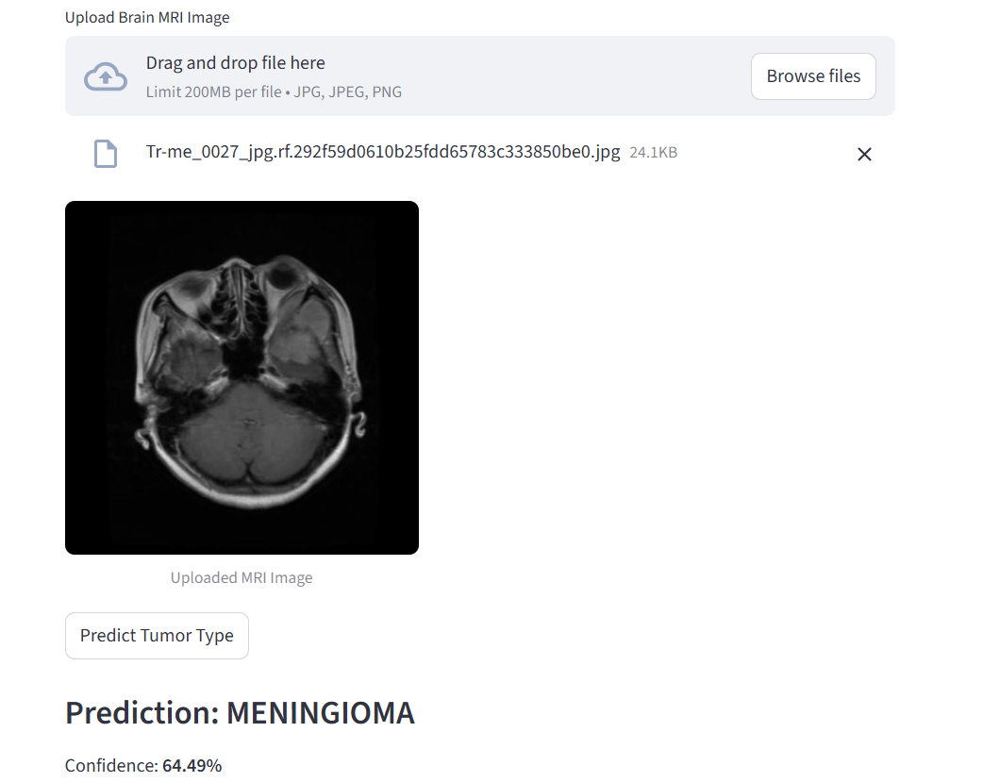 Upload Brain MRI Image
Drag and drop file here
Limit 200MB per file • JPG, JPEG, PNG
Browse files
Tr-me_0027_jpg.rf.292f59d0610b25fdd65783c333850be0.jpg 24.1KB
Uploaded MRI Image
Predict Tumor Type
Prediction: MENINGIOMA
Confidence: 64.49%